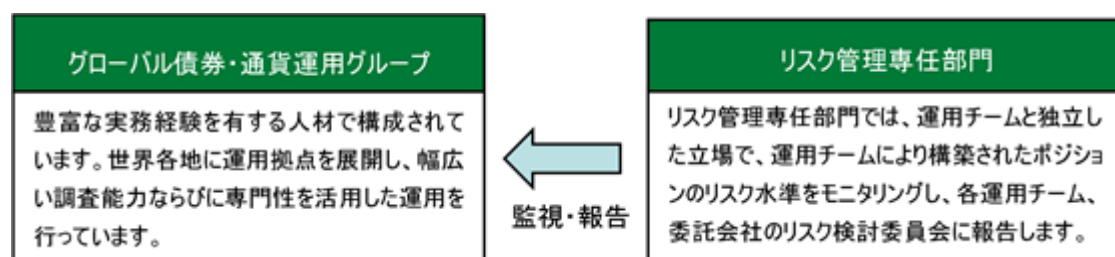 グローバル債券・通貨運用グループ
豊富な実務経験を有する人材で構成されて
います。世界各地に運用拠点を展開し、幅広
い調査能力ならびに専門性を活用した運用を
行っています。
監視・報告
リスク管理専任部門
リスク管理専任部門では、運用チームと独立し
た立場で、運用チームにより構築されたポジショ
ンのリスク水準をモニタリングし、各運用チーム、
委託会社のリスク検討委員会に報告します。